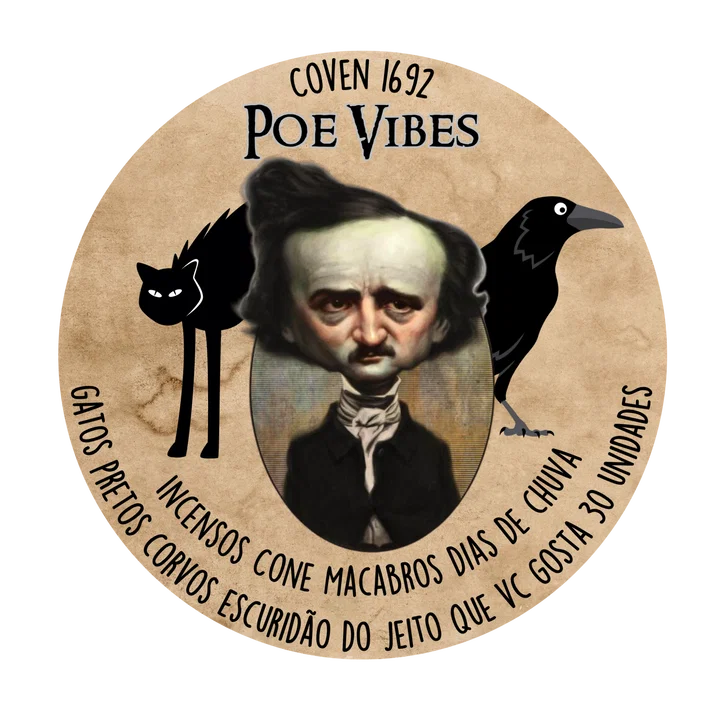 COVEN 1692
POE VIBES
INCENSOS CONE MACABROS DIAS DE CHUVA
GATOS PRETOS CORVOS ESCURIDÃO DO JEITO QUE VC GOSTA 30 UNIDADES